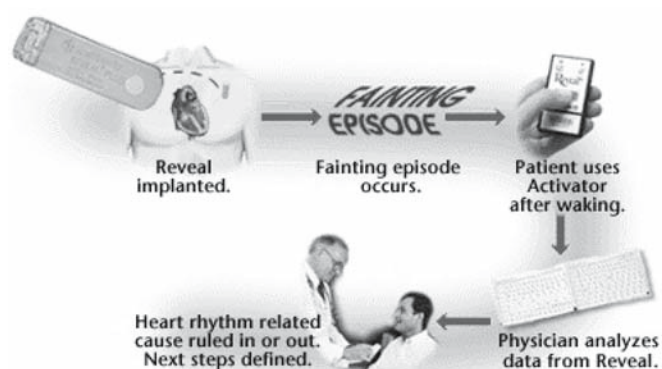 FAINTING
EPISODE
Reveal
Reveal
implanted.
Fainting episode
occurs.
Patient uses
Activator
after waking.
Heart rhythm related
cause ruled in or out.
Next steps defined.
Physician analyzes
data from Reveal.